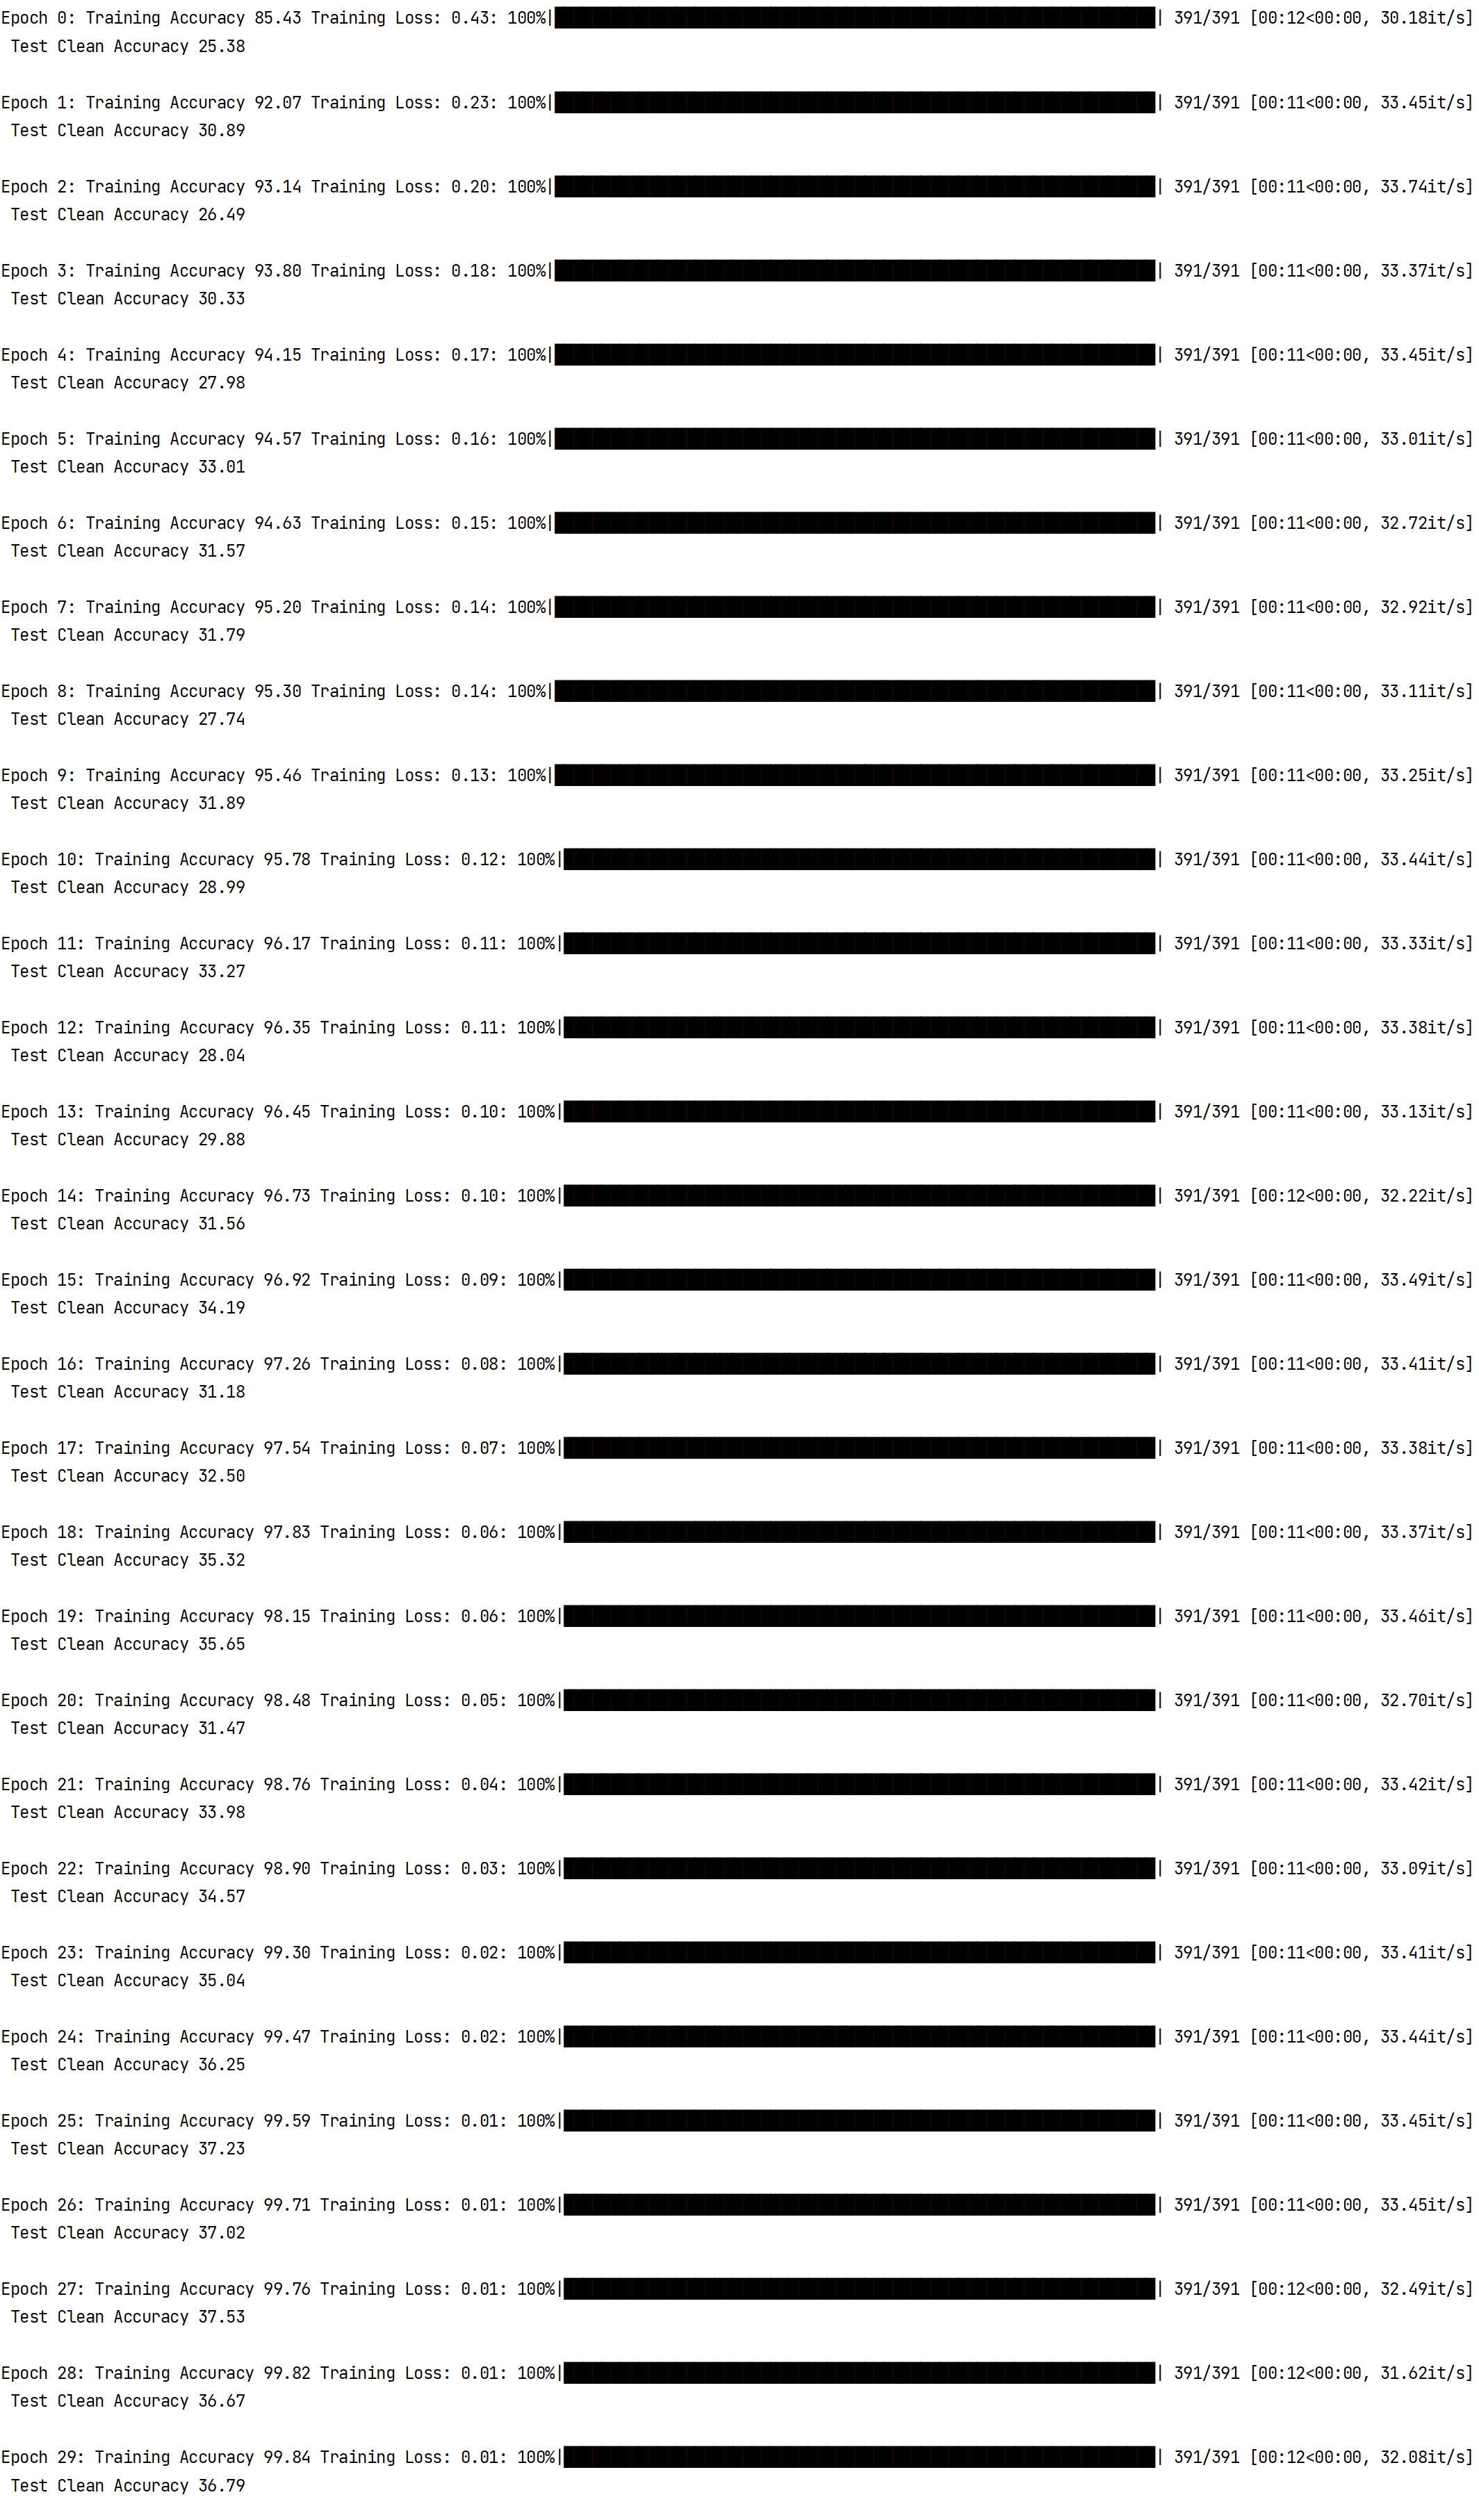 Epoch 0: Training Accuracy 85.43 Training Loss: 0.43: 100%|██████████| 391/391 [00:12<00:00, 30.18it/s]
Test Clean Accuracy 25.38
Epoch 1: Training Accuracy 92.07 Training Loss: 0.23: 100%|██████████| 391/391 [00:11<00:00, 33.45it/s]
Test Clean Accuracy 30.89
Epoch 2: Training Accuracy 93.14 Training Loss: 0.20: 100%|██████████| 391/391 [00:11<00:00, 33.74it/s]
Test Clean Accuracy 26.49
Epoch 3: Training Accuracy 93.80 Training Loss: 0.18: 100%|██████████| 391/391 [00:11<00:00, 33.37it/s]
Test Clean Accuracy 30.33
Epoch 4: Training Accuracy 94.15 Training Loss: 0.17: 100%|██████████| 391/391 [00:11<00:00, 33.45it/s]
Test Clean Accuracy 27.98
Epoch 5: Training Accuracy 94.57 Training Loss: 0.16: 100%|██████████| 391/391 [00:11<00:00, 33.01it/s]
Test Clean Accuracy 33.01
Epoch 6: Training Accuracy 94.63 Training Loss: 0.15: 100%|██████████| 391/391 [00:11<00:00, 32.72it/s]
Test Clean Accuracy 31.57
Epoch 7: Training Accuracy 95.20 Training Loss: 0.14: 100%|██████████| 391/391 [00:11<00:00, 32.92it/s]
Test Clean Accuracy 31.79
Epoch 8: Training Accuracy 95.30 Training Loss: 0.14: 100%|██████████| 391/391 [00:11<00:00, 33.11it/s]
Test Clean Accuracy 27.74
Epoch 9: Training Accuracy 95.46 Training Loss: 0.13: 100%|██████████| 391/391 [00:11<00:00, 33.25it/s]
Test Clean Accuracy 31.89
Epoch 10: Training Accuracy 95.78 Training Loss: 0.12: 100%|██████████| 391/391 [00:11<00:00, 33.44it/s]
Test Clean Accuracy 28.99
Epoch 11: Training Accuracy 96.17 Training Loss: 0.11: 100%|██████████| 391/391 [00:11<00:00, 33.33it/s]
Test Clean Accuracy 33.27
Epoch 12: Training Accuracy 96.35 Training Loss: 0.11: 100%|██████████| 391/391 [00:11<00:00, 33.38it/s]
Test Clean Accuracy 28.04
Epoch 13: Training Accuracy 96.45 Training Loss: 0.10: 100%|██████████| 391/391 [00:11<00:00, 33.13it/s]
Test Clean Accuracy 29.88
Epoch 14: Training Accuracy 96.73 Training Loss: 0.10: 100%|██████████| 391/391 [00:12<00:00, 32.22it/s]
Test Clean Accuracy 31.56
Epoch 15: Training Accuracy 96.92 Training Loss: 0.09: 100%|██████████| 391/391 [00:11<00:00, 33.49it/s]
Test Clean Accuracy 34.19
Epoch 16: Training Accuracy 97.26 Training Loss: 0.08: 100%|██████████| 391/391 [00:11<00:00, 33.41it/s]
Test Clean Accuracy 31.18
Epoch 17: Training Accuracy 97.54 Training Loss: 0.07: 100%|██████████| 391/391 [00:11<00:00, 33.38it/s]
Test Clean Accuracy 32.50
Epoch 18: Training Accuracy 97.83 Training Loss: 0.06: 100%|██████████| 391/391 [00:11<00:00, 33.37it/s]
Test Clean Accuracy 35.32
Epoch 19: Training Accuracy 98.15 Training Loss: 0.06: 100%|██████████| 391/391 [00:11<00:00, 33.46it/s]
Test Clean Accuracy 35.65
Epoch 20: Training Accuracy 98.48 Training Loss: 0.05: 100%|██████████| 391/391 [00:11<00:00, 32.70it/s]
Test Clean Accuracy 31.47
Epoch 21: Training Accuracy 98.76 Training Loss: 0.04: 100%|██████████| 391/391 [00:11<00:00, 33.42it/s]
Test Clean Accuracy 33.98
Epoch 22: Training Accuracy 98.90 Training Loss: 0.03: 100%|██████████| 391/391 [00:11<00:00, 33.09it/s]
Test Clean Accuracy 34.57
Epoch 23: Training Accuracy 99.30 Training Loss: 0.02: 100%|██████████| 391/391 [00:11<00:00, 33.41it/s]
Test Clean Accuracy 35.04
Epoch 24: Training Accuracy 99.47 Training Loss: 0.02: 100%|██████████| 391/391 [00:11<00:00, 33.44it/s]
Test Clean Accuracy 36.25
Epoch 25: Training Accuracy 99.59 Training Loss: 0.01: 100%|██████████| 391/391 [00:11<00:00, 33.45it/s]
Test Clean Accuracy 37.23
Epoch 26: Training Accuracy 99.71 Training Loss: 0.01: 100%|██████████| 391/391 [00:11<00:00, 33.45it/s]
Test Clean Accuracy 37.02
Epoch 27: Training Accuracy 99.76 Training Loss: 0.01: 100%|██████████| 391/391 [00:12<00:00, 32.49it/s]
Test Clean Accuracy 37.53
Epoch 28: Training Accuracy 99.82 Training Loss: 0.01: 100%|██████████| 391/391 [00:12<00:00, 31.62it/s]
Test Clean Accuracy 36.67
Epoch 29: Training Accuracy 99.84 Training Loss: 0.01: 100%|██████████| 391/391 [00:12<00:00, 32.08it/s]
Test Clean Accuracy 36.79